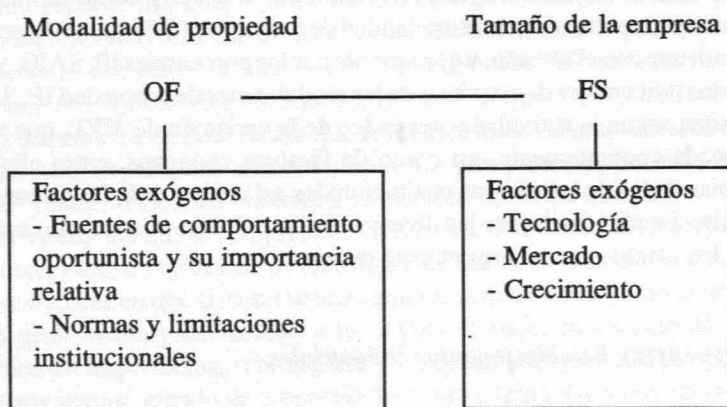 Modalidad de propiedad
Tamaño de la empresa
OF
FS
Factores exógenos
- Fuentes de comportamiento
oportunista y su importancia
relativa
- Normas y limitaciones
institucionales
Factores exógenos
- Tecnología
- Mercado
- Crecimiento